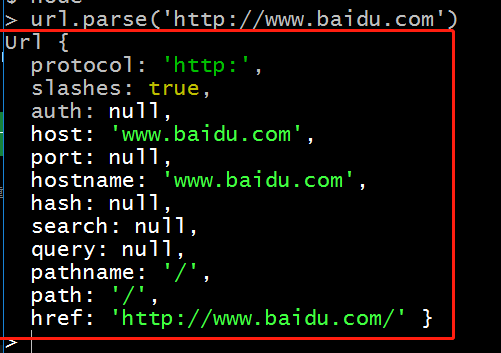 $ node
> url.parse('http://www.baidu.com')
Url {
  protocol: 'http:',
  slashes: true,
  auth: null,
  host: 'www.baidu.com',
  port: null,
  hostname: 'www.baidu.com',
  hash: null,
  search: null,
  query: null,
  pathname: '/',
  path: '/',
  href: 'http://www.baidu.com/' }
>